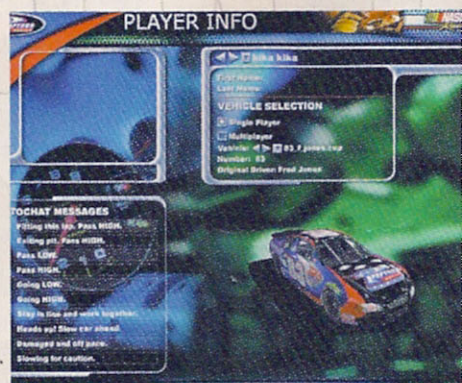 PLAYER INFO
kika kika
First Name:
Last Name:
VEHICLE SELECTION
Single Player
Multiplayer
Vehicle: 83_f_jones.cup
Number: 83
Original Driver: Fred Jones
TOCHAT MESSAGES
Pitting this lap. Pass HIGH.
Exiting pit. Pass HIGH.
Pass LOW.
Pass HIGH.
Going LOW.
Going HIGH.
Stay in line and work together.
Heads up! Slow car ahead.
Damaged and off pace.
Slowing for caution.